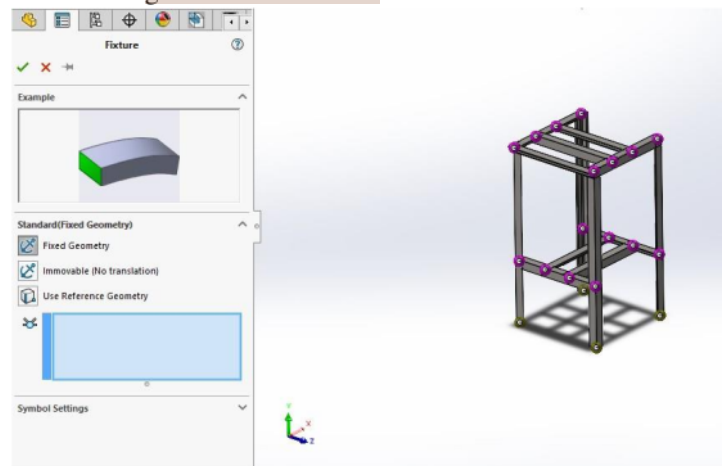 Fixture
Example
Standard(Fixed Geometry)
Fixed Geometry
Immovable (No translation)
Use Reference Geometry
Symbol Settings
Y
X
Z